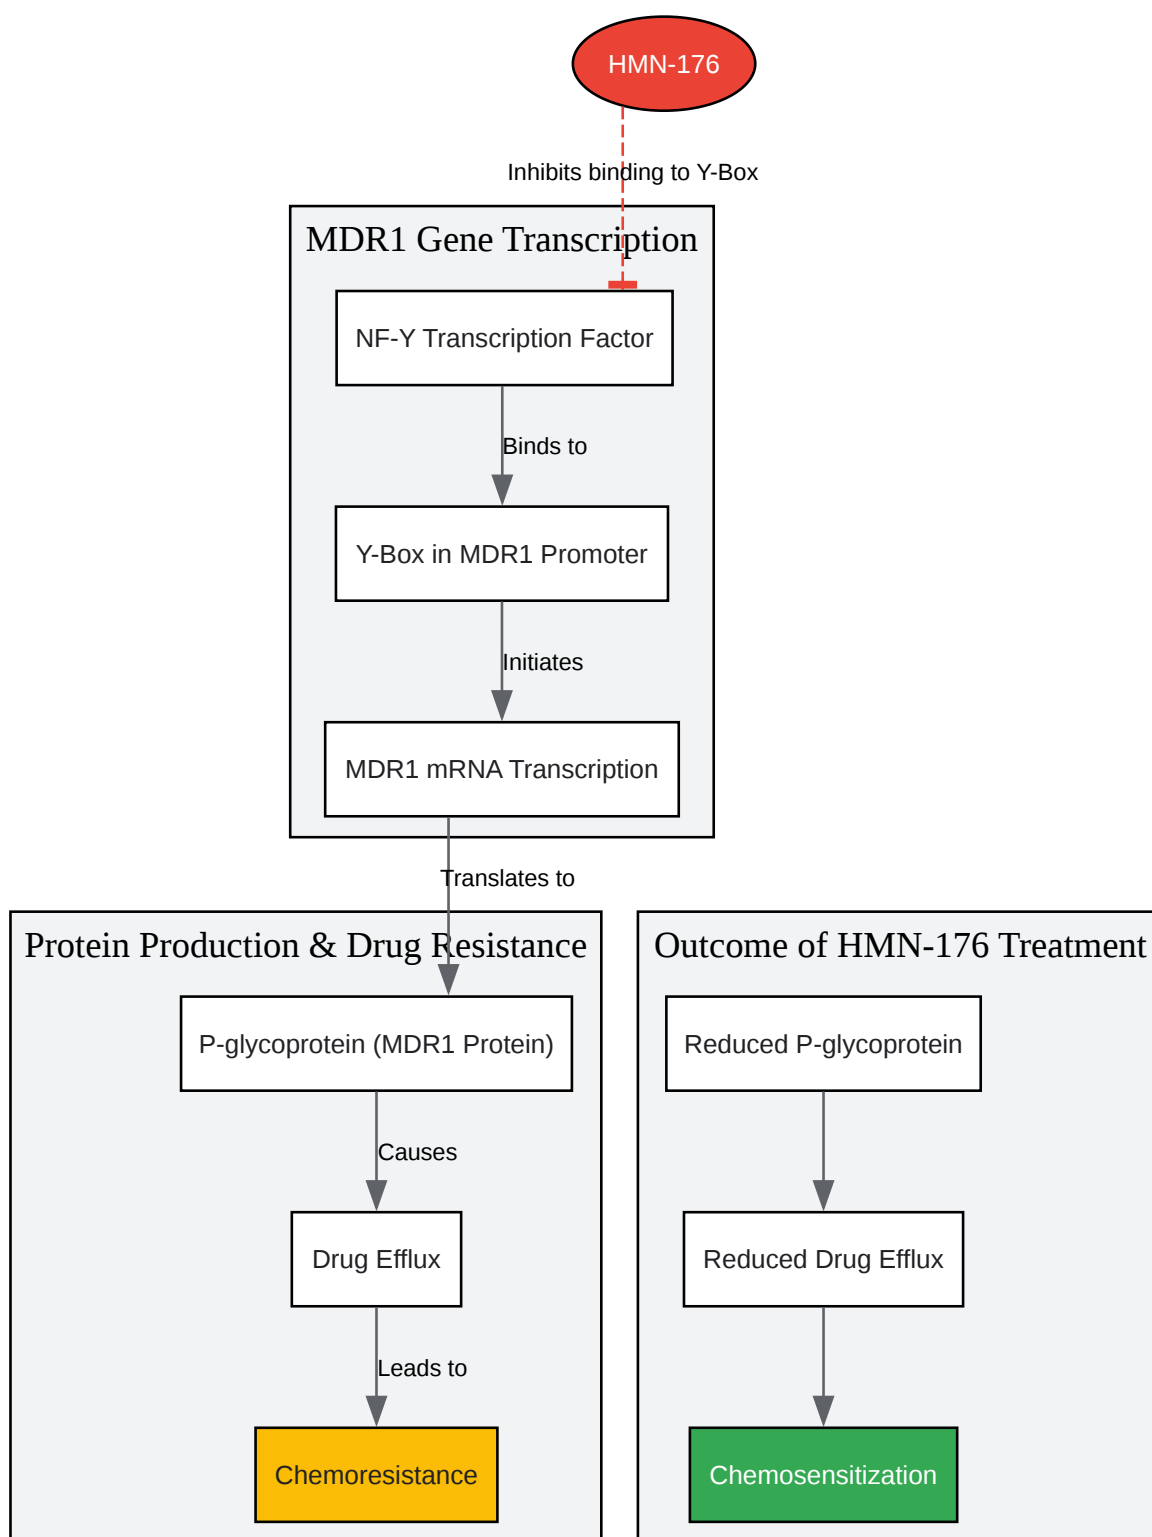 HMN-176
Inhibits binding to Y-Box
MDR1 Gene Transcription
NF-Y Transcription Factor
Binds to
Y-Box in MDR1 Promoter
Initiates
MDR1 mRNA Transcription
Translates to
Protein Production & Drug Resistance
P-glycoprotein (MDR1 Protein)
Causes
Drug Efflux
Leads to
Chemoresistance
Outcome of HMN-176 Treatment
Reduced P-glycoprotein
Reduced Drug Efflux
Chemosensitization